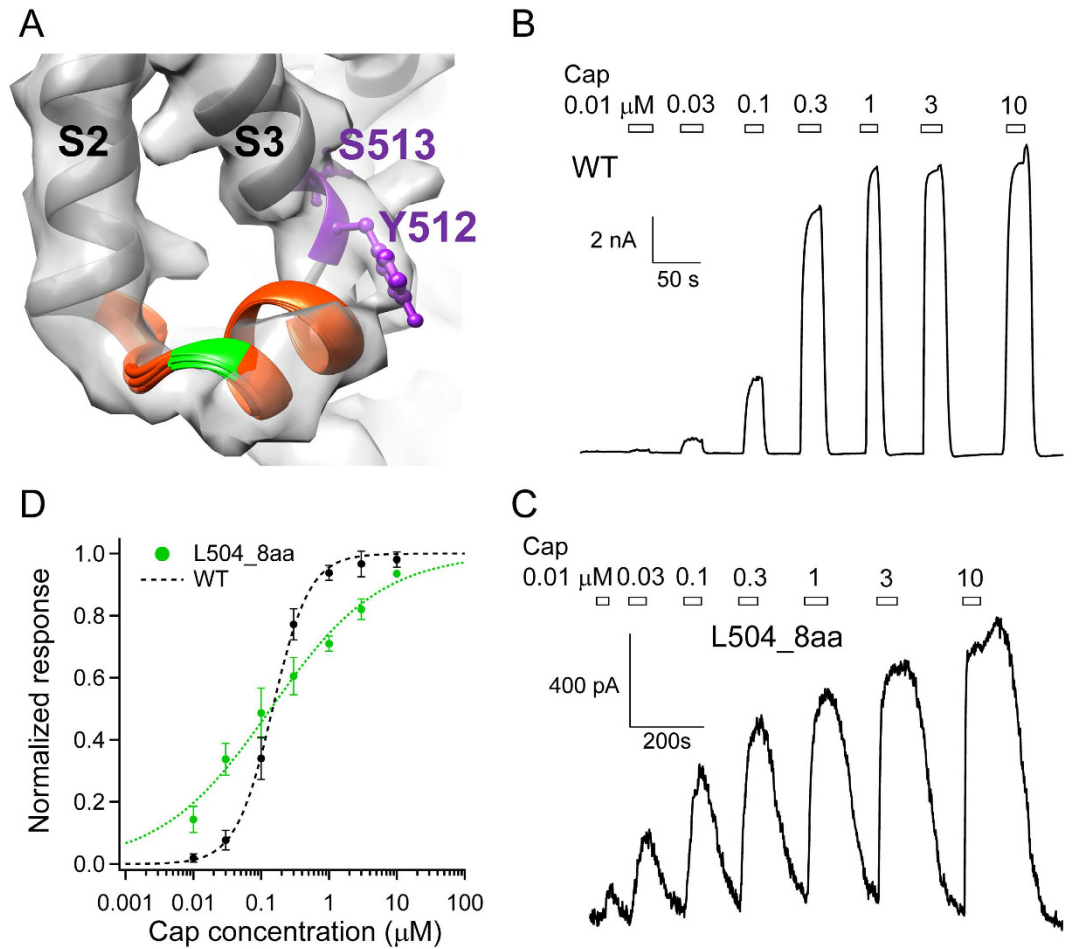 A
S2
S3
S513
Y512
B
Cap
0.01 μM 0.03 0.1 0.3 1 3 10
WT
2 nA
50 s
D
L504_8aa
WT
Normalized response
1.0
0.8
0.6
0.4
0.2
0.0
0.001 0.01 0.1 1 10 100
Cap concentration (μM)
C
Cap
0.01 μM 0.03 0.1 0.3 1 3 10
L504_8aa
400 pA
200s